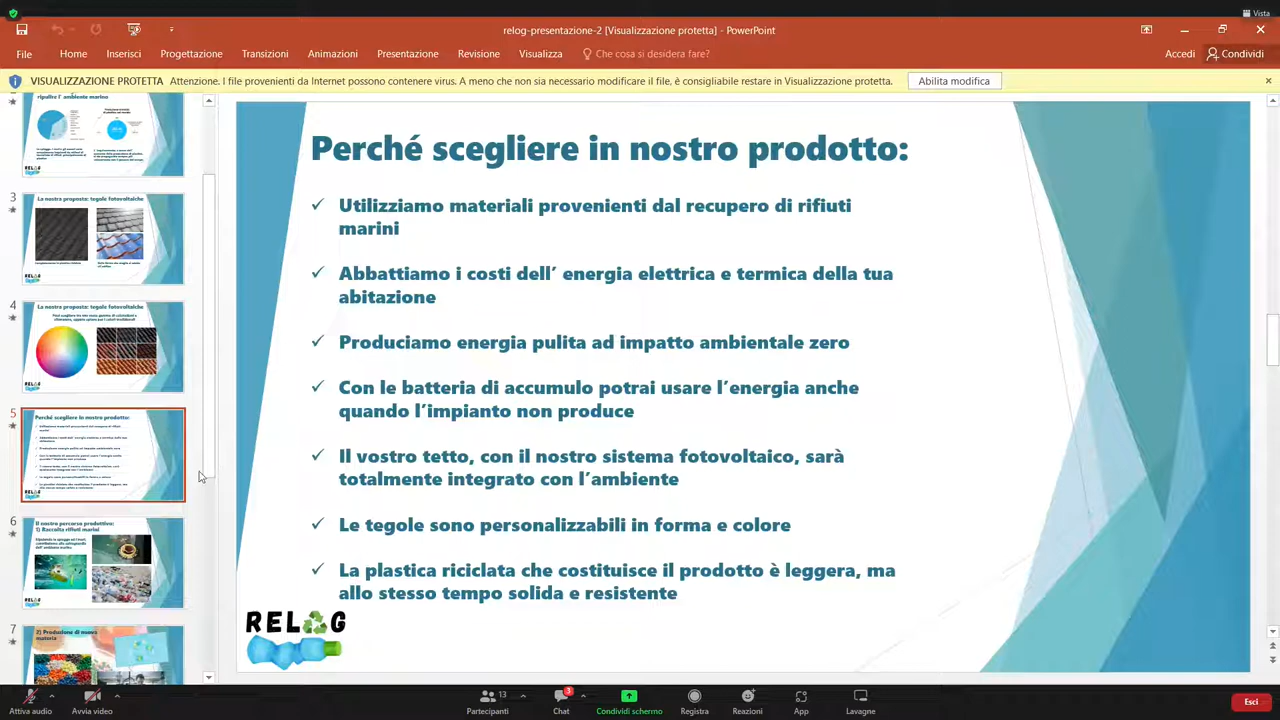 Vista
relog-presentazione-2 [Visualizzazione protetta] - PowerPoint
File Home Inserisci Progettazione Transizioni Animazioni Presentazione Revisione Visualizza Che cosa si desidera fare? Accedi Condividi
VISUALIZZAZIONE PROTETTA Attenzione. I file provenienti da Internet possono contenere virus. A meno che non sia necessario modificare il file, è consigliabile restare in Visualizzazione protetta. Abilita modifica
ripulire l' ambiente marino
3
La nostra proposta: tegole fotovoltaiche
RELOG
4
La nostra proposta: tegole fotovoltaiche
RELOG
5
Perché scegliere in nostro prodotto:
RELOG
6
Il nostro percorso produttivo:
1) Raccolta rifiuti marini
RELOG
7
2) Produzione di nuova
materia
Perché scegliere in nostro prodotto:
✓ Utilizziamo materiali provenienti dal recupero di rifiuti
marini
✓ Abbattiamo i costi dell' energia elettrica e termica della tua
abitazione
✓ Produciamo energia pulita ad impatto ambientale zero
✓ Con le batteria di accumulo potrai usare l'energia anche
quando l'impianto non produce
✓ Il vostro tetto, con il nostro sistema fotovoltaico, sarà
totalmente integrato con l'ambiente
✓ Le tegole sono personalizzabili in forma e colore
✓ La plastica riciclata che costituisce il prodotto è leggera, ma
allo stesso tempo solida e resistente
RELOG
Attiva audio Avvia video Partecipanti 13 Chat 3 Condividi schermo Registra Reazioni App Lavagne Esci